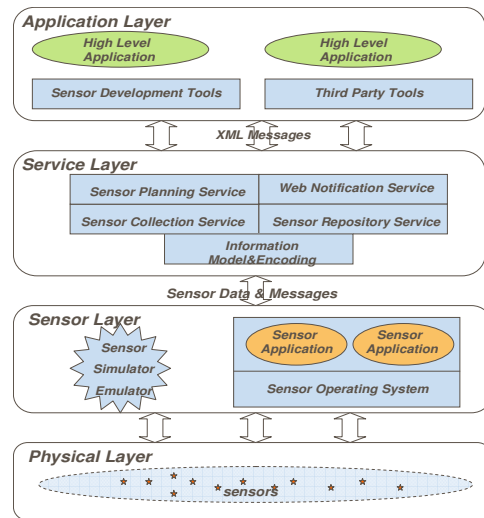 Application Layer
High Level
Application
High Level
Application
Sensor Development Tools
Third Party Tools
XML Messages
Service Layer
Sensor Planning Service
Web Notification Service
Sensor Collection Service
Sensor Repository Service
Information
Model&Encoding
Sensor Data & Messages
Sensor Layer
Sensor
Simulator
Emulator
Sensor
Application
Sensor
Application
Sensor Operating System
Physical Layer
sensors